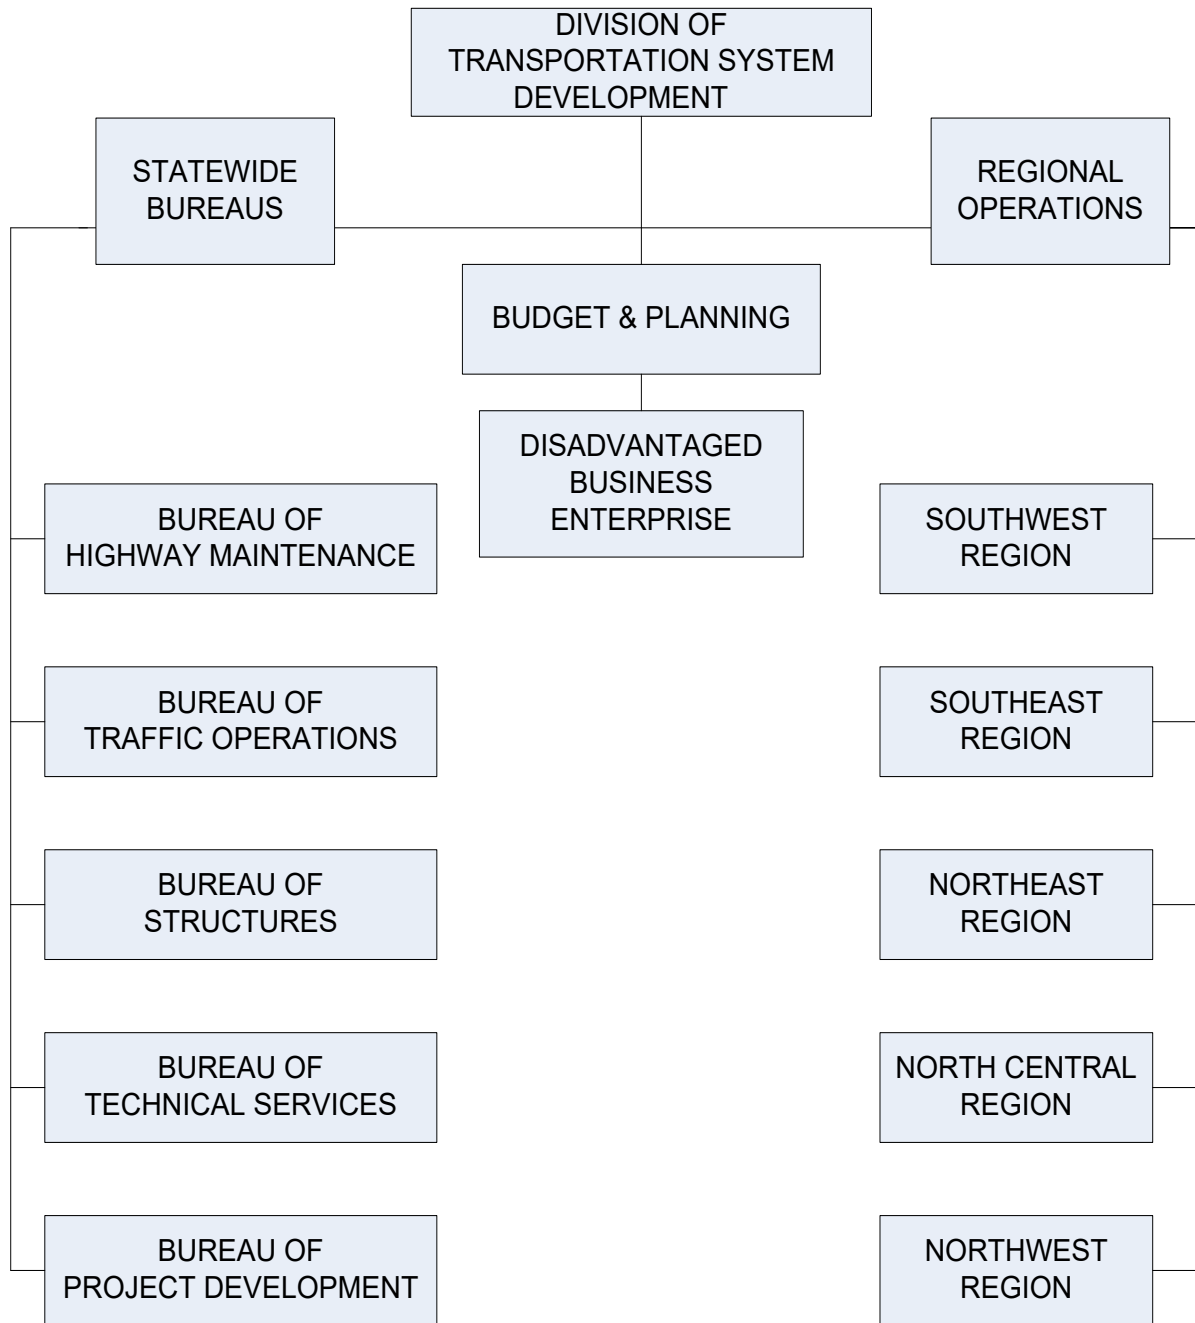 DIVISION OF
TRANSPORTATION SYSTEM
DEVELOPMENT
STATEWIDE
BUREAUS
REGIONAL
OPERATIONS
BUDGET & PLANNING
DISADVANTAGED
BUSINESS
ENTERPRISE
BUREAU OF
HIGHWAY MAINTENANCE
SOUTHWEST
REGION
BUREAU OF
TRAFFIC OPERATIONS
SOUTHEAST
REGION
BUREAU OF
STRUCTURES
NORTHEAST
REGION
BUREAU OF
TECHNICAL SERVICES
NORTH CENTRAL
REGION
BUREAU OF
PROJECT DEVELOPMENT
NORTHWEST
REGION